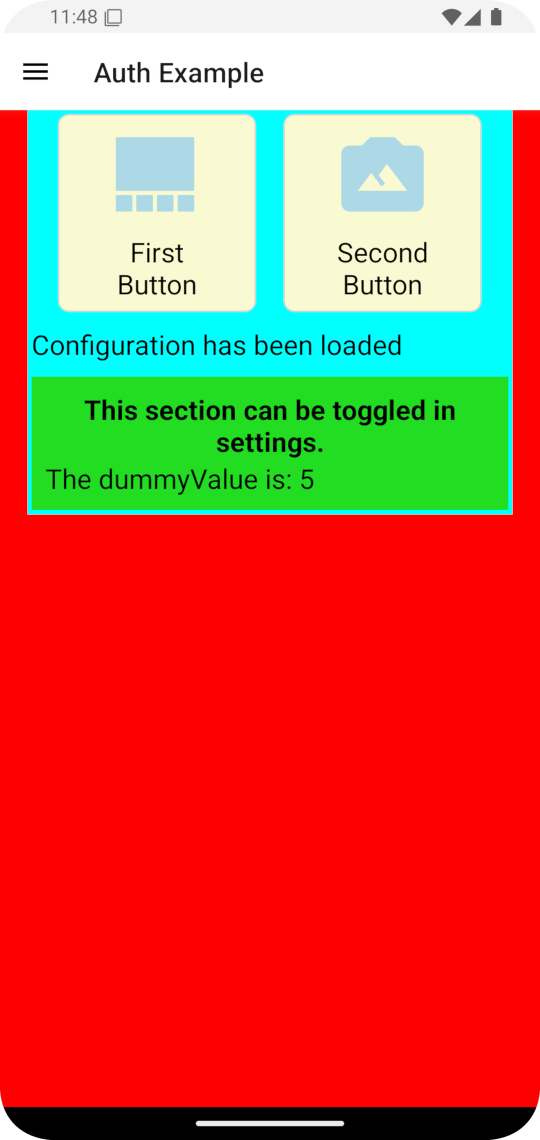 11:48
Auth Example
First
Button
Second
Button
Configuration has been loaded
This section can be toggled in
settings.
The dummyValue is: 5